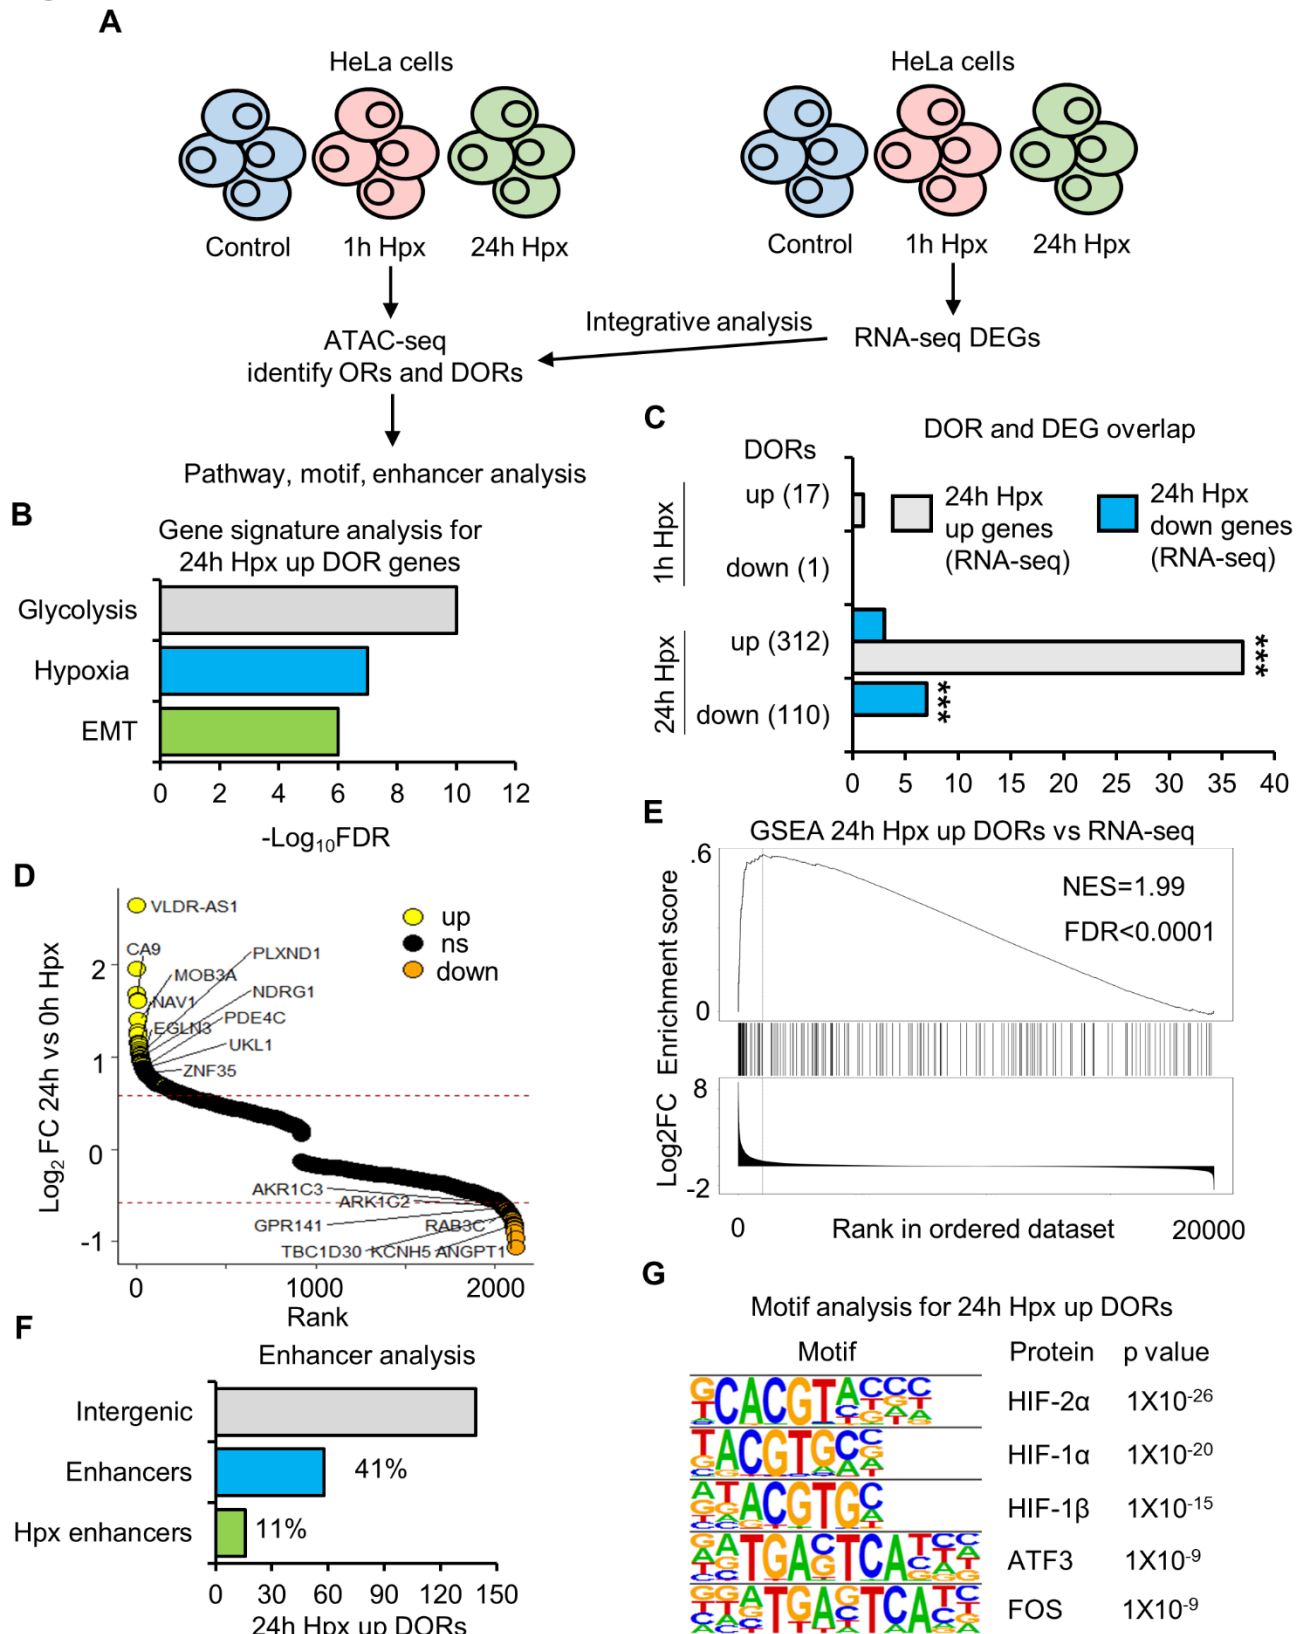 A
HeLa cells
HeLa cells
Control
1h Hpx
24h Hpx
Control
1h Hpx
24h Hpx
Integrative analysis
ATAC-seq
identify ORs and DORs
RNA-seq DEGs
Pathway, motif, enhancer analysis
B
Gene signature analysis for
24h Hpx up DOR genes
Glycolysis
Hypoxia
EMT
0 2 4 6 8 10 12
-Log₁₀FDR
C
DOR and DEG overlap
DORs
1h Hpx
up (17)
down (1)
24h Hpx
up (312)
down (110)
24h Hpx
up genes
(RNA-seq)
24h Hpx
down genes
(RNA-seq)
***
***
0 5 10 15 20 25 30 35 40
D
Log₂ FC 24h vs 0h Hpx
2
1
0
-1
VLDR-AS1
CA9
MOB3A
NAV1
EGLN3
PLXND1
NDRG1
PDE4C
UKL1
ZNF35
up
ns
down
AKR1C3
ARK1C2
GPR141
RAB3C
TBC1D30
KCNH5
ANGPT1
0 1000 2000
Rank
E
GSEA 24h Hpx up DORs vs RNA-seq
Enrichment score
.6
0
NES=1.99
FDR<0.0001
Log2FC
8
-2
0
Rank in ordered dataset
20000
F
Enhancer analysis
Intergenic
Enhancers
41%
Hpx enhancers
11%
0 30 60 90 120 150
24h Hpx up DORs
G
Motif analysis for 24h Hpx up DORs
Motif Protein p value
HIF-2α 1X10⁻²⁶
HIF-1α 1X10⁻²⁰
HIF-1β 1X10⁻¹⁵
ATF3 1X10⁻⁹
FOS 1X10⁻⁹